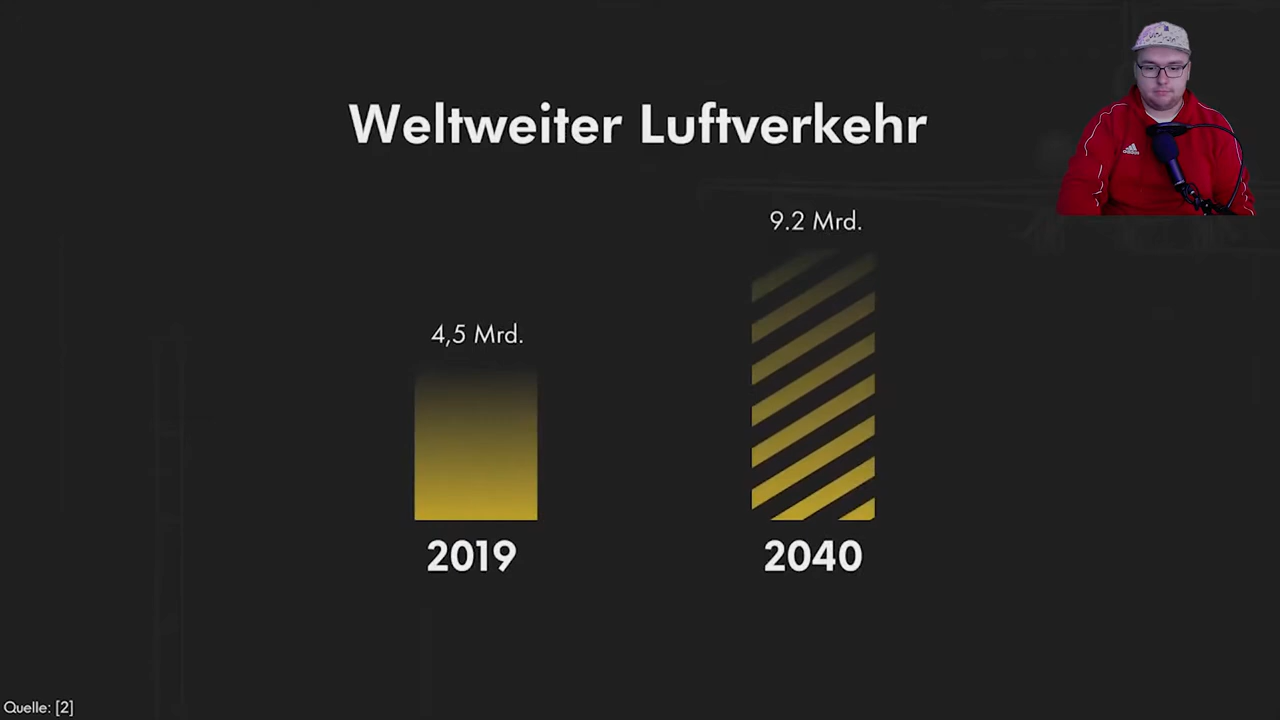 Weltweiter Luftverkehr
9.2 Mrd.
4,5 Mrd.
2019
2040
Quelle: [2]